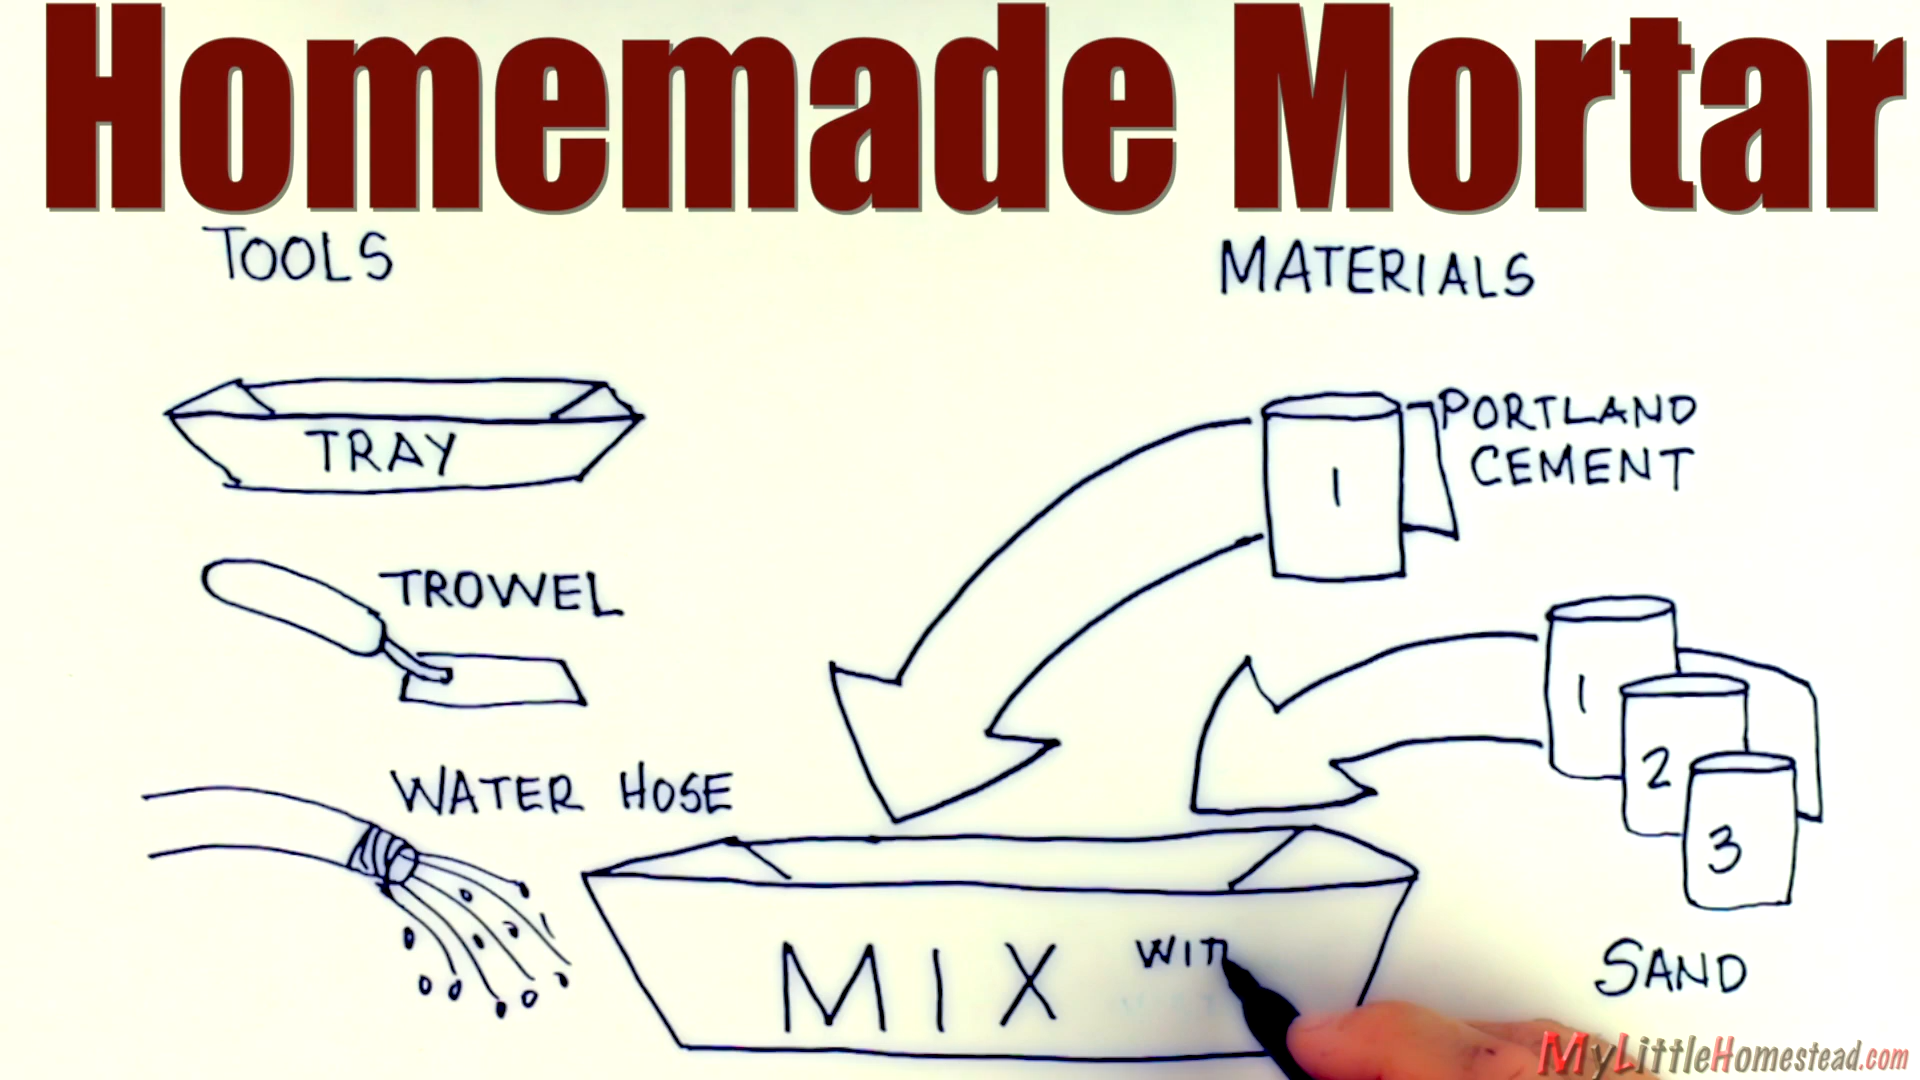 Homemade Mortar
TOOLS
MATERIALS
TRAY
PORTLAND
CEMENT
1
TROWEL
1
2
3
WATER HOSE
MIX
SAND
MyLittleHomestead.com